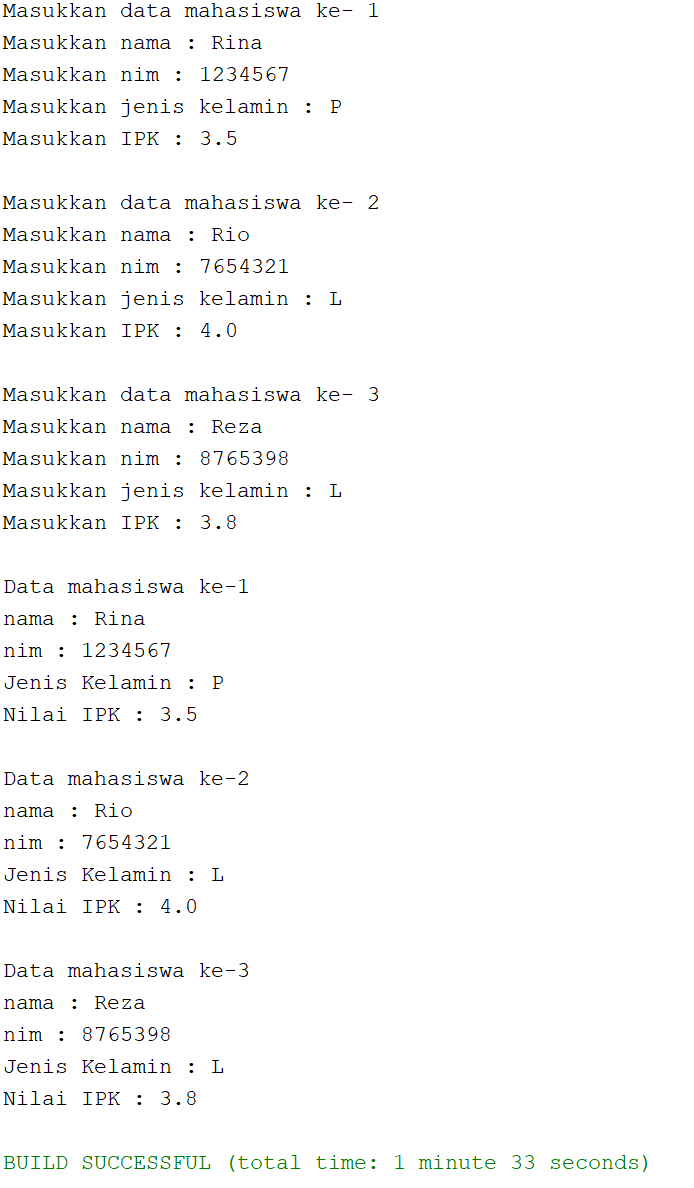 Masukkan data mahasiswa ke- 1
Masukkan nama : Rina
Masukkan nim : 1234567
Masukkan jenis kelamin : P
Masukkan IPK : 3.5
Masukkan data mahasiswa ke- 2
Masukkan nama : Rio
Masukkan nim : 7654321
Masukkan jenis kelamin : L
Masukkan IPK : 4.0
Masukkan data mahasiswa ke- 3
Masukkan nama : Reza
Masukkan nim : 8765398
Masukkan jenis kelamin : L
Masukkan IPK : 3.8
Data mahasiswa ke-1
nama : Rina
nim : 1234567
Jenis Kelamin : P
Nilai IPK : 3.5
Data mahasiswa ke-2
nama : Rio
nim : 7654321
Jenis Kelamin : L
Nilai IPK : 4.0
Data mahasiswa ke-3
nama : Reza
nim : 8765398
Jenis Kelamin : L
Nilai IPK : 3.8
BUILD SUCCESSFUL (total time: 1 minute 33 seconds)